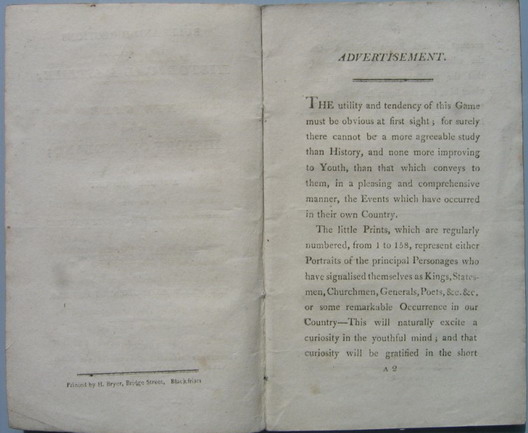 Printed by H. Bryer, Bridge Street, Blackfriars
ADVERTISEMENT.
THE utility and tendency of this Game
must be obvious at first sight; for surely
there cannot be a more agreeable study
than History, and none more improving
to Youth, than that which conveys to
them, in a pleasing and comprehensive
manner, the Events which have occurred
in their own Country.
The little Prints, which are regularly
numbered, from 1 to 158, represent either
Portraits of the principal Personages who
have signalised themselves as Kings, States-
men, Churchmen, Generals, Poets, &c. &c.
or some remarkable Occurrence in our
Country—This will naturally excite a
curiosity in the youthful mind; and that
curiosity will be gratified in the short
A 2